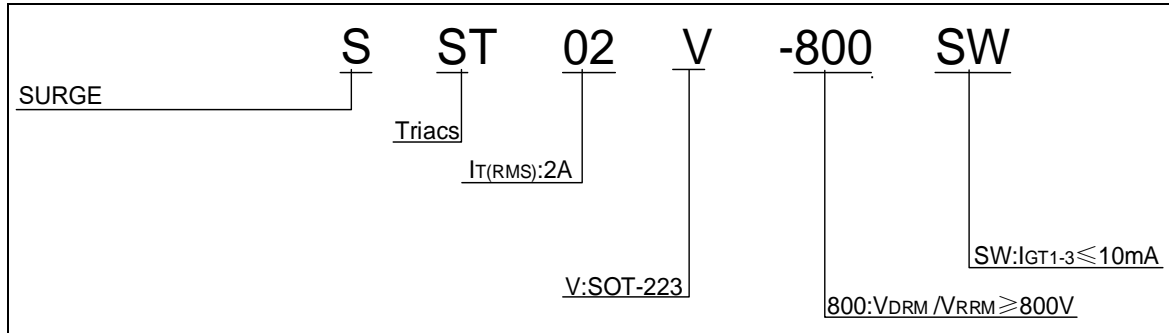 S ST 02 V -800 SW
SURGE
Triacs
IT(RMS):2A
SW:IGT1-3≤10mA
V:SOT-223
800:VDRM /VRRM≥800V